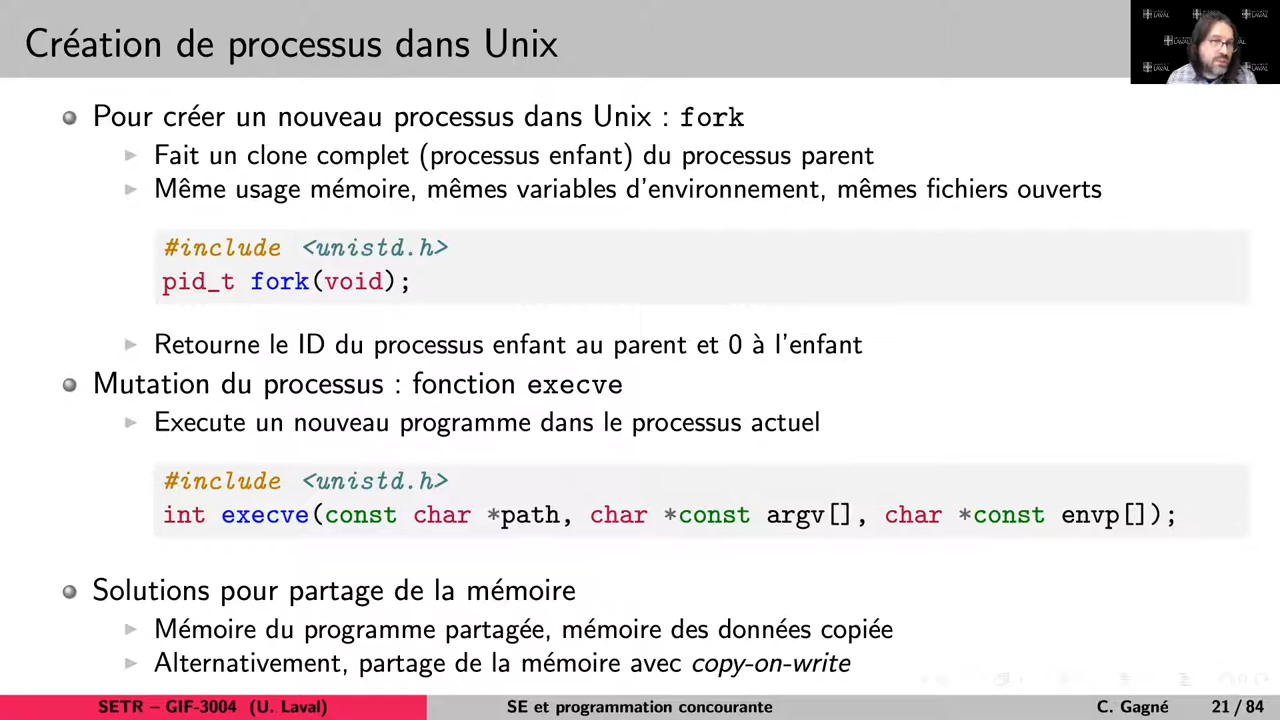 Création de processus dans Unix
Pour créer un nouveau processus dans Unix : fork
Fait un clone complet (processus enfant) du processus parent
Même usage mémoire, mêmes variables d'environnement, mêmes fichiers ouverts
#include <unistd.h>
pid_t fork(void);
Retourne le ID du processus enfant au parent et 0 à l'enfant
Mutation du processus : fonction execve
Execute un nouveau programme dans le processus actuel
#include <unistd.h>
int execve(const char *path, char *const argv[], char *const envp[]);
Solutions pour partage de la mémoire
Mémoire du programme partagée, mémoire des données copiée
Alternativement, partage de la mémoire avec copy-on-write
SETR – GIF-3004 (U. Laval) SE et programmation concourante C. Gagné 21 / 84